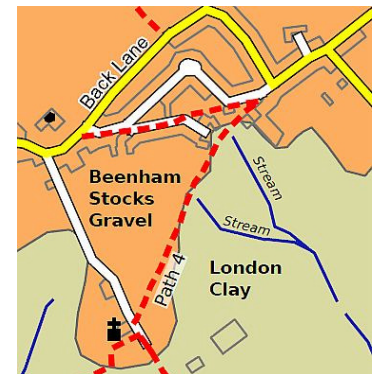 Back Lane
Beenham
Stocks
Gravel
Stream
Stream
Path 4
London
Clay